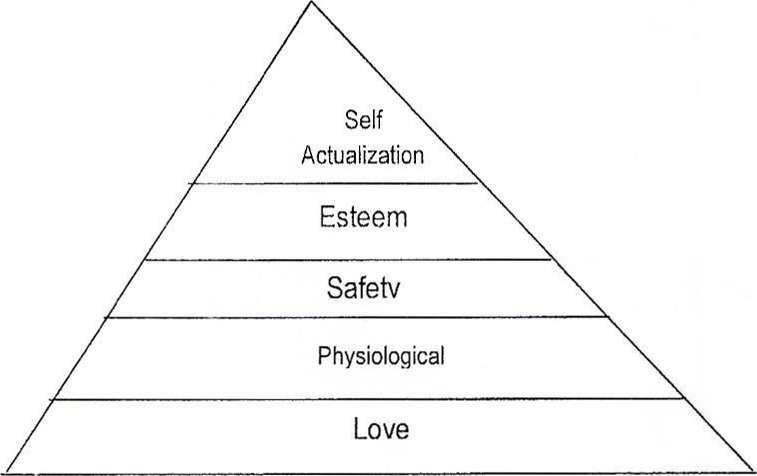 Self
Actualization
Esteem
Safetv
Physiological
Love